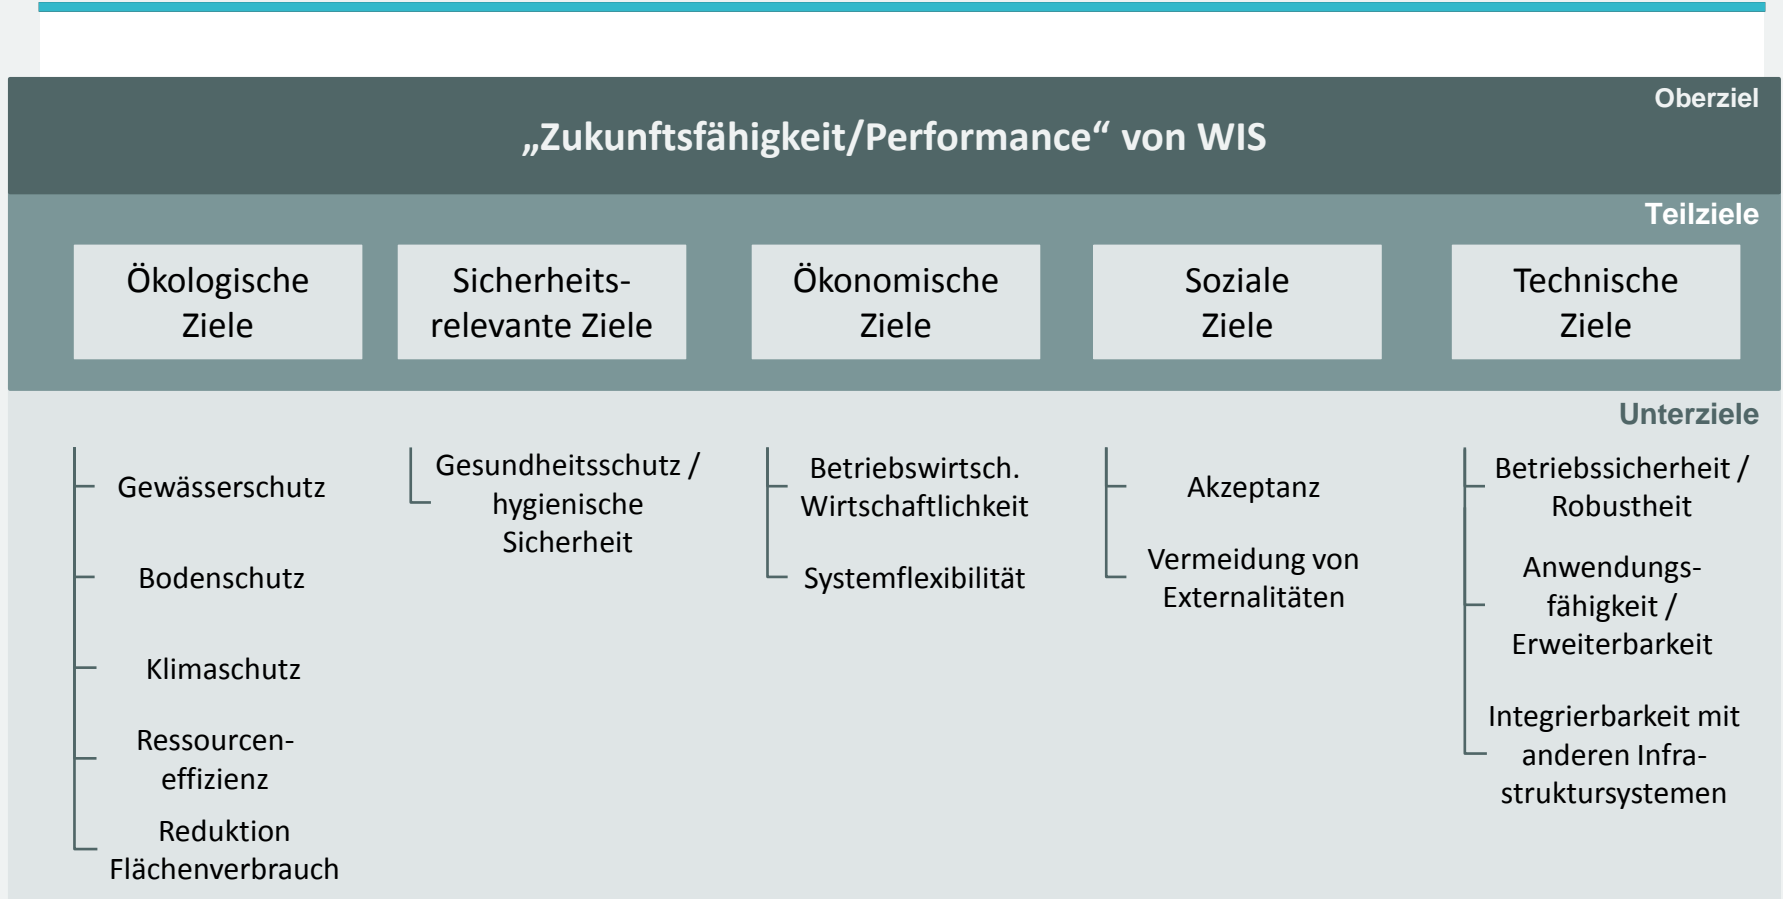 Oberziel
„Zukunftsfähigkeit/Performance“ von WIS
Teilziele
Ökologische
Ziele
Sicherheits-
relevante Ziele
Ökonomische
Ziele
Soziale
Ziele
Technische
Ziele
Unterziele
Gewässerschutz
Bodenschutz
Klimaschutz
Ressourcen-
effizienz
Reduktion
Flächenverbrauch
Gesundheitsschutz /
hygienische
Sicherheit
Betriebswirtsch.
Wirtschaftlichkeit
Systemflexibilität
Akzeptanz
Vermeidung von
Externalitäten
Betriebssicherheit /
Robustheit
Anwendungs-
fähigkeit /
Erweiterbarkeit
Integrierbarkeit mit
anderen Infra-
struktursystemen